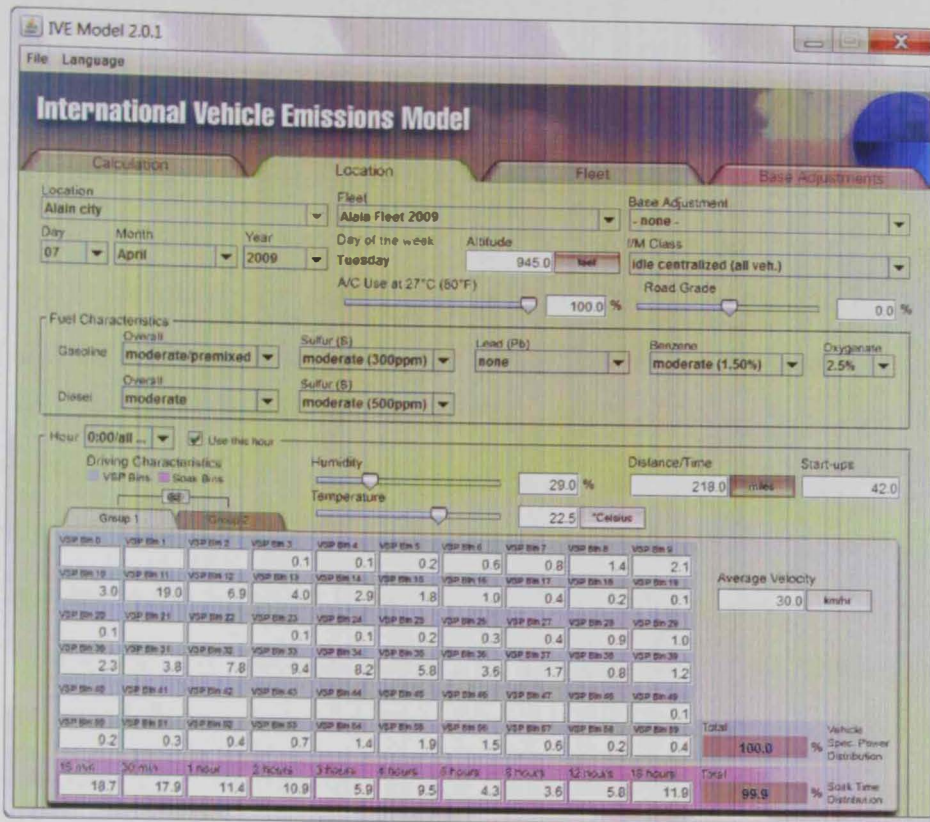 IVE Model 2.0.1
File Language
International Vehicle Emissions Model
Calculation Location Fleet Base Adjustments
Location Fleet Base Adjustment
Alain city Alain Fleet 2009 - none -
Day Month Year Day of the week Altitude I/M Class
07 April 2009 Tuesday 945.0 feet idle centralized (all veh.)
A/C Use at 27°C (80°F) Road Grade
100.0 % 0.0 %
Fuel Characteristics
Overall Sulfur (S) Lead (Pb) Benzene Oxygenate
Gasoline moderate/premixed moderate (300ppm) none moderate (1.50%) 2.5%
Overall Sulfur (S)
Diesel moderate moderate (500ppm)
Hour 0:00/all ... Use this hour
Driving Characteristics Humidity Distance/Time Start-ups
VSP Bins Soak Bins 29.0 % 218.0 miles 42.0
Temperature
Group 1 Group 2 22.5 °Celsius
VSP Bin 0 VSP Bin 1 VSP Bin 2 VSP Bin 3 VSP Bin 4 VSP Bin 5 VSP Bin 6 VSP Bin 7 VSP Bin 8 VSP Bin 9
0.1 0.1 0.2 0.6 0.8 1.4 2.1
VSP Bin 10 VSP Bin 11 VSP Bin 12 VSP Bin 13 VSP Bin 14 VSP Bin 15 VSP Bin 16 VSP Bin 17 VSP Bin 18 VSP Bin 19
3.0 19.0 6.9 4.0 2.9 1.8 1.0 0.4 0.2 0.1
Average Velocity
30.0 km/hr
VSP Bin 20 VSP Bin 21 VSP Bin 22 VSP Bin 23 VSP Bin 24 VSP Bin 25 VSP Bin 26 VSP Bin 27 VSP Bin 28 VSP Bin 29
0.1 0.1 0.1 0.2 0.3 0.4 0.9 1.0
VSP Bin 30 VSP Bin 31 VSP Bin 32 VSP Bin 33 VSP Bin 34 VSP Bin 35 VSP Bin 36 VSP Bin 37 VSP Bin 38 VSP Bin 39
2.3 3.8 7.8 9.4 8.2 5.8 3.6 1.7 0.8 1.2
VSP Bin 40 VSP Bin 41 VSP Bin 42 VSP Bin 43 VSP Bin 44 VSP Bin 45 VSP Bin 46 VSP Bin 47 VSP Bin 48 VSP Bin 49
0.1
VSP Bin 50 VSP Bin 51 VSP Bin 52 VSP Bin 53 VSP Bin 54 VSP Bin 55 VSP Bin 56 VSP Bin 57 VSP Bin 58 VSP Bin 59 Total
0.2 0.3 0.4 0.7 1.4 1.9 1.5 0.6 0.2 0.4 100.0 % Vehicle Spec. Power Distribution
15 min 30 min 1 hour 2 hours 3 hours 4 hours 6 hours 8 hours 12 hours 18 hours Total
18.7 17.9 11.4 10.9 5.9 9.5 4.3 3.6 5.8 11.9 99.9 % Soak Time Distribution